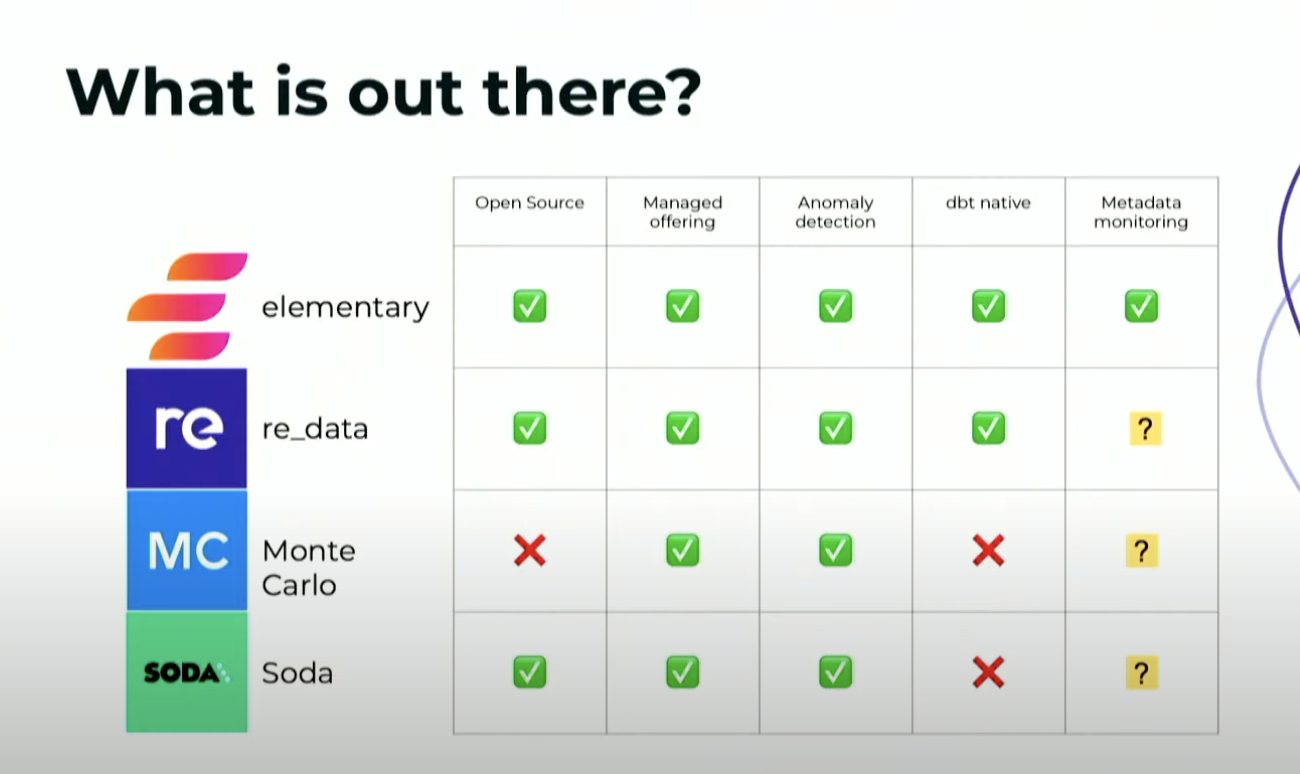 What is out there?
Open Source
Managed
offering
Anomaly
detection
dbt native
Metadata
monitoring
elementary
✅ ✅ ✅ ✅ ✅
re
re_data
✅ ✅ ✅ ✅ ?
MC
Monte
Carlo
❌ ✅ ✅ ❌ ?
SODA
Soda
✅ ✅ ✅ ❌ ?